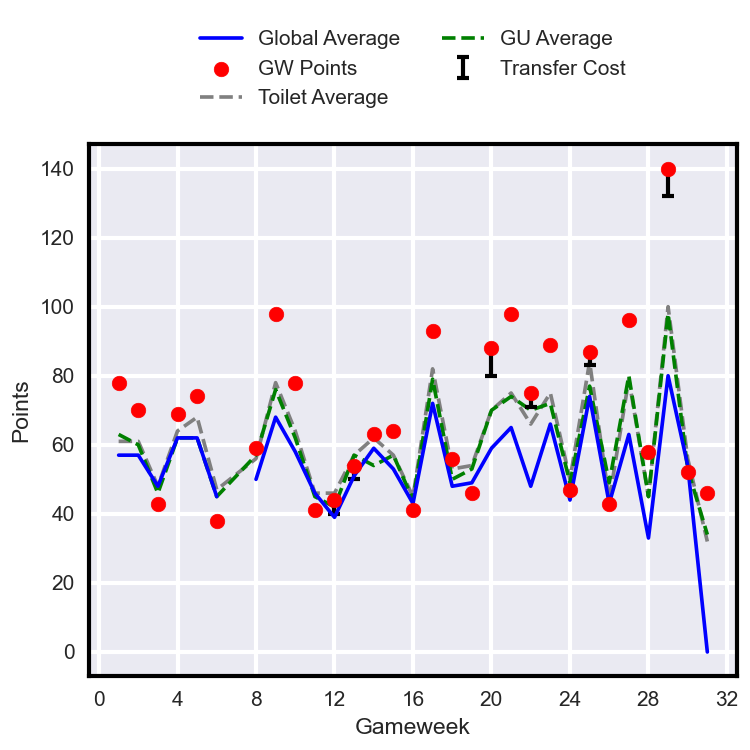 Global Average
GW Points
Toilet Average
GU Average
Transfer Cost
Points
140
120
100
80
60
40
20
0
0 4 8 12 16 20 24 28 32
Gameweek